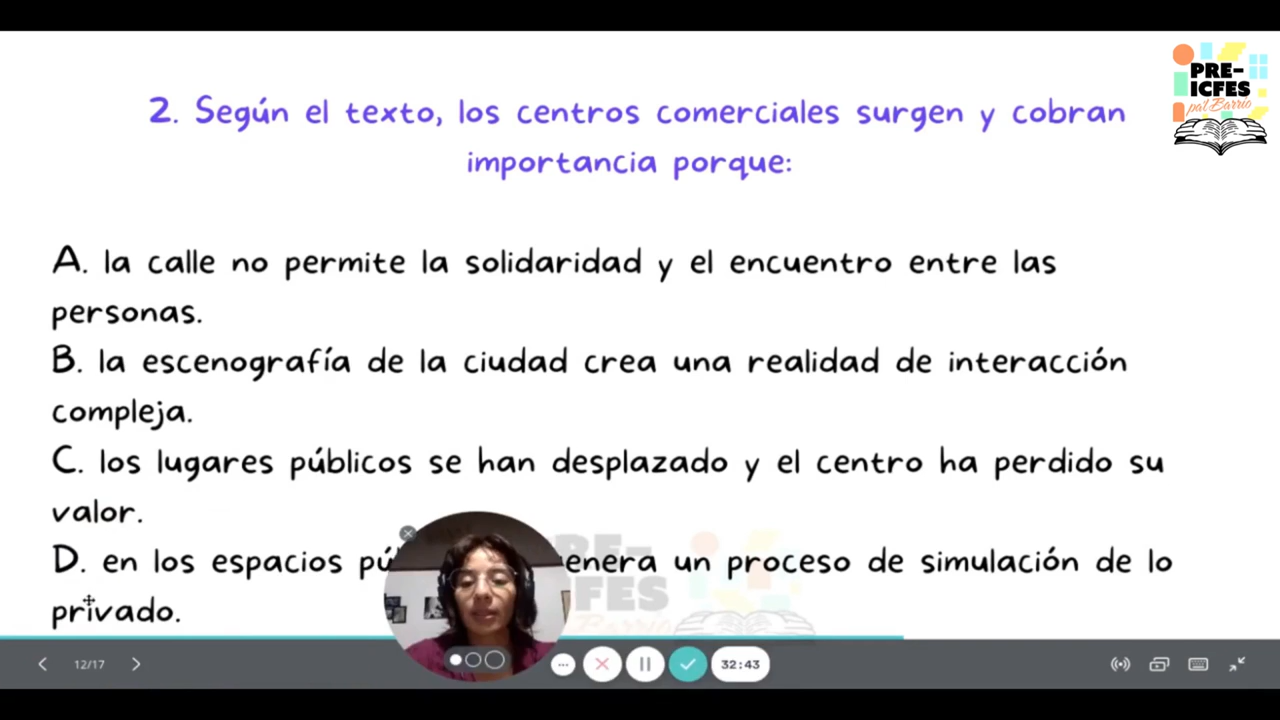 PRE-
ICFES
pal Barrio
2. Según el texto, los centros comerciales surgen y cobran
importancia porque:
A. la calle no permite la solidaridad y el encuentro entre las
personas.
B. la escenografía de la ciudad crea una realidad de interacción
compleja.
C. los lugares públicos se han desplazado y el centro ha perdido su
valor.
D. en los espacios un proceso de simulación de lo
privado.
12/17
32:43